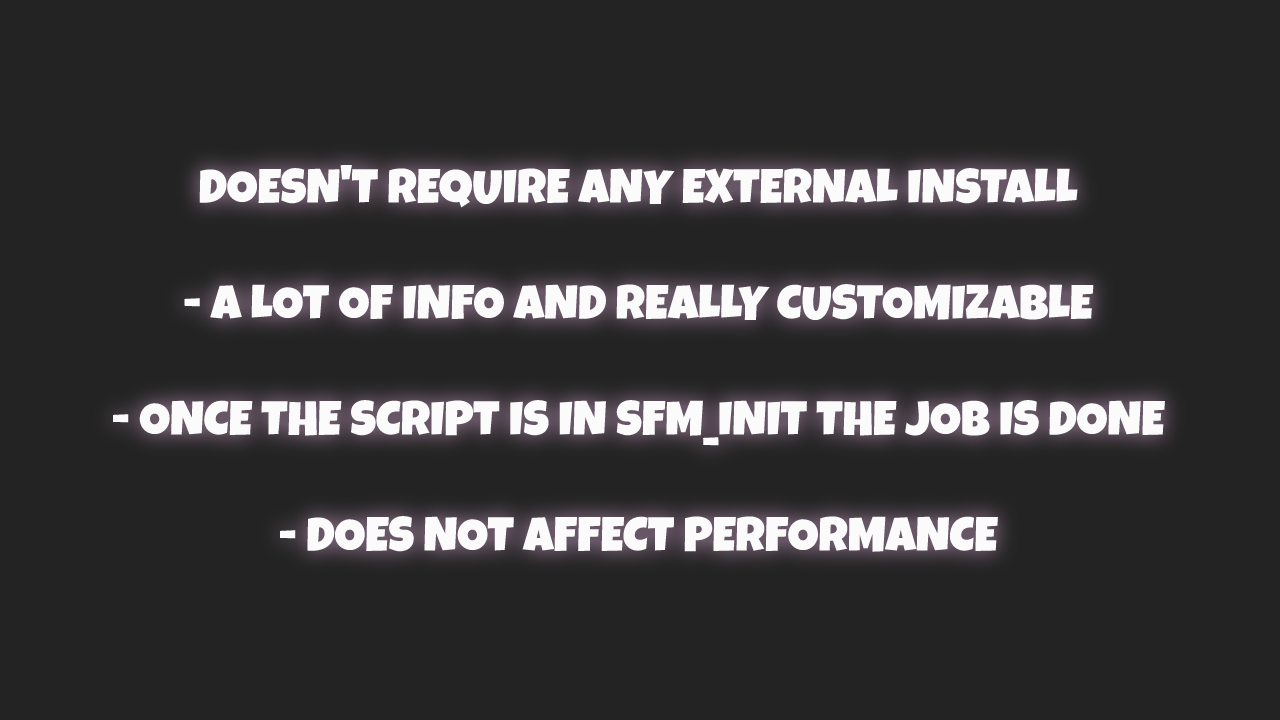 DOESN'T REQUIRE ANY EXTERNAL INSTALL
- A LOT OF INFO AND REALLY CUSTOMIZABLE
- ONCE THE SCRIPT IS IN SFM_INIT THE JOB IS DONE
- DOES NOT AFFECT PERFORMANCE